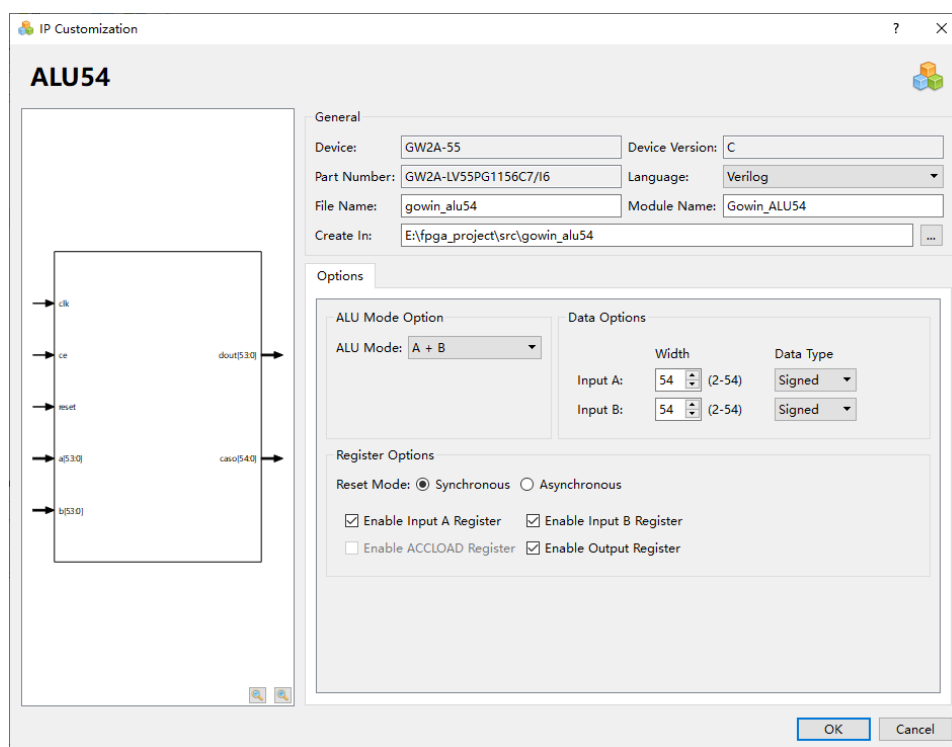 IP Customization
ALU54
clk
ce
reset
a(53:0)
b(53:0)
dout(53:0)
caso(54:0)
General
Device: GW2A-55 Device Version: C
Part Number: GW2A-LV55PG1156C7/I6 Language: Verilog
File Name: gowin_alu54 Module Name: Gowin_ALU54
Create In: E:\fpga_project\src\gowin_alu54 ...
Options
ALU Mode Option
ALU Mode: A + B
Data Options
Width Data Type
Input A: 54 (2-54) Signed
Input B: 54 (2-54) Signed
Register Options
Reset Mode: Synchronous Asynchronous
Enable Input A Register Enable Input B Register
Enable ACCLOAD Register Enable Output Register
OK Cancel